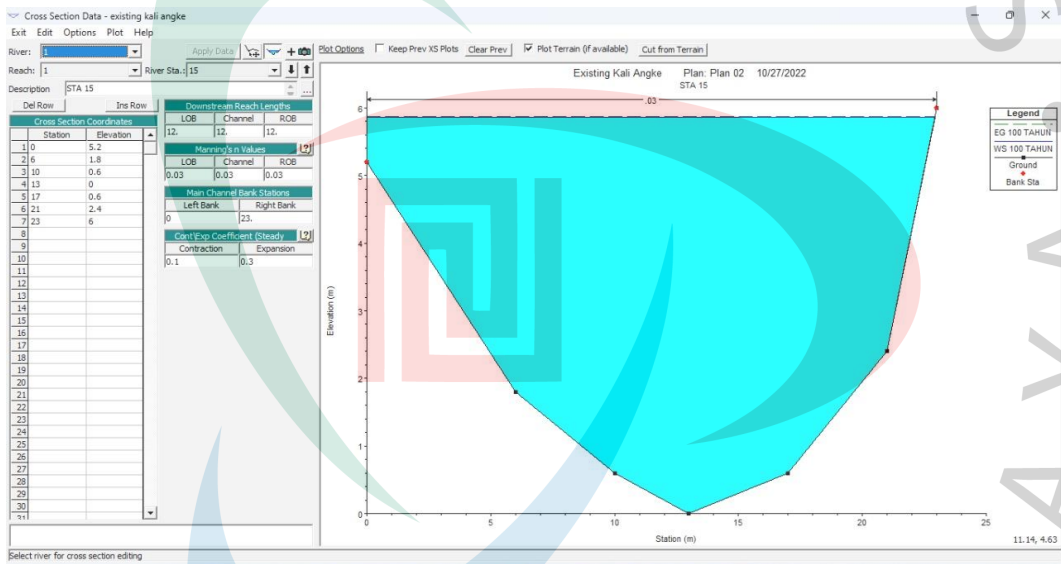 Cross Section Data - existing kali angke
Exit Edit Options Plot Help
River: 1 Apply Data
Reach: 1 River Sta.: 15
Description STA 15 ...
Del Row Ins Row
Cross Section Coordinates
Station Elevation
1 0 5.2
2 6 1.8
3 10 0.6
4 13 0
5 17 0.6
6 21 2.4
7 23 6
8
9
10
11
12
13
14
15
16
17
18
19
20
21
22
23
24
25
26
27
28
29
30
31
Downstream Reach Lengths
LOB Channel ROB
12. 12. 12.
Manning's n Values ?
LOB Channel ROB
0.03 0.03 0.03
Main Channel Bank Stations
Left Bank Right Bank
0 23.
Cont\Exp Coefficient (Steady ?
Contraction Expansion
0.1 0.3
Plot Options Keep Prev XS Plots Clear Prev Plot Terrain (if available) Cut from Terrain
Existing Kali Angke Plan: Plan 02 10/27/2022
STA 15
.03
6
5
4
3
2
1
0
Elevation (m)
0 5 10 15 20 25
Station (m)
Legend
EG 100 TAHUN
WS 100 TAHUN
Ground
Bank Sta
11.14, 4.63
Select river for cross section editing